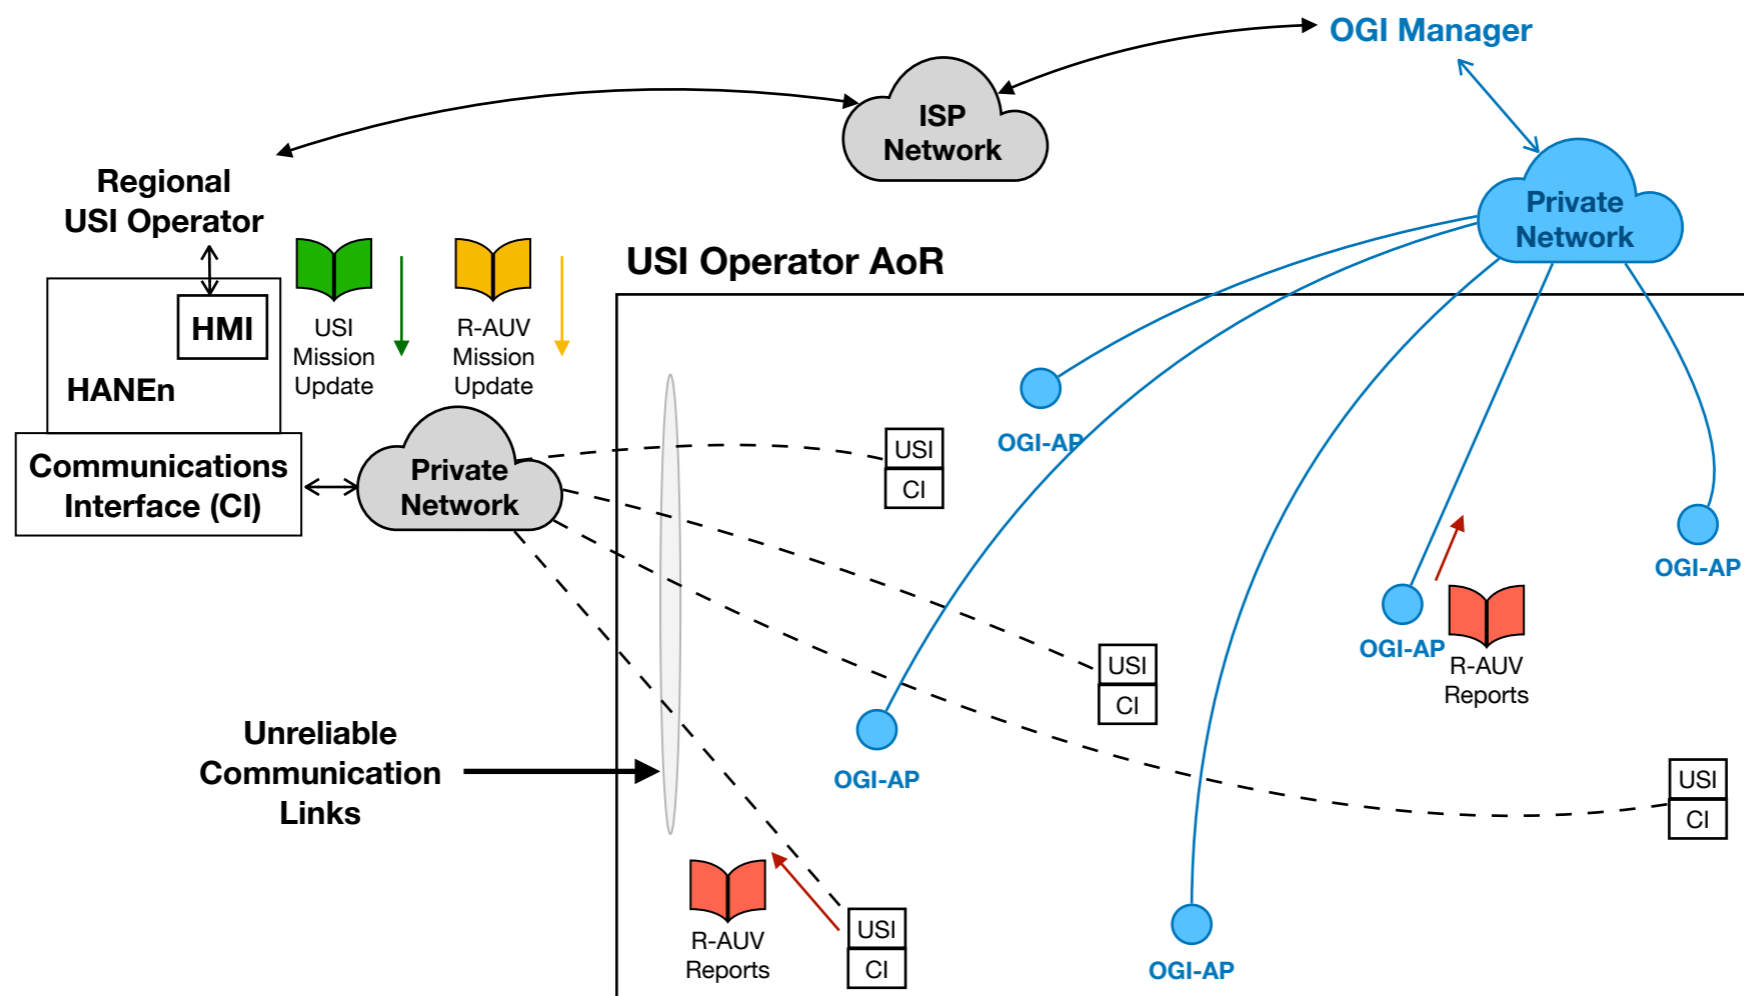 OGI Manager
ISP
Network
Regional
USI Operator
Private
Network
USI Operator AoR
HMI
HANEn
USI
Mission
Update
R-AUV
Mission
Update
Communications
Interface (CI)
Private
Network
USI
CI
OGI-AP
OGI-AP
OGI-AP
R-AUV
Reports
USI
CI
Unreliable
Communication
Links
OGI-AP
USI
CI
R-AUV
Reports
USI
CI
OGI-AP